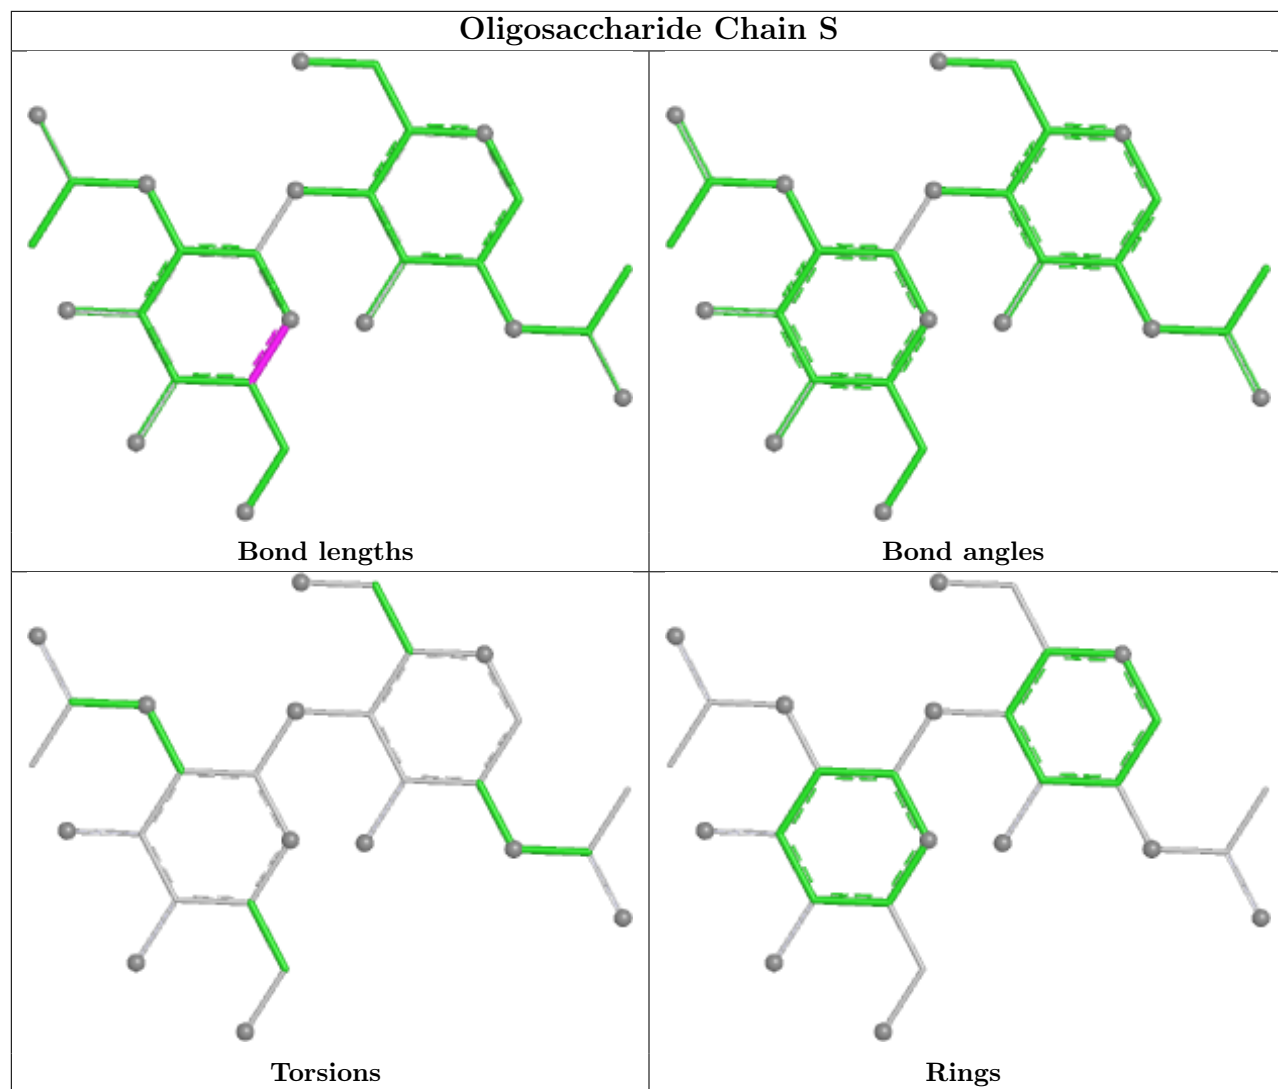 Oligosaccharide Chain S
Bond lengths
Bond angles
Torsions
Rings